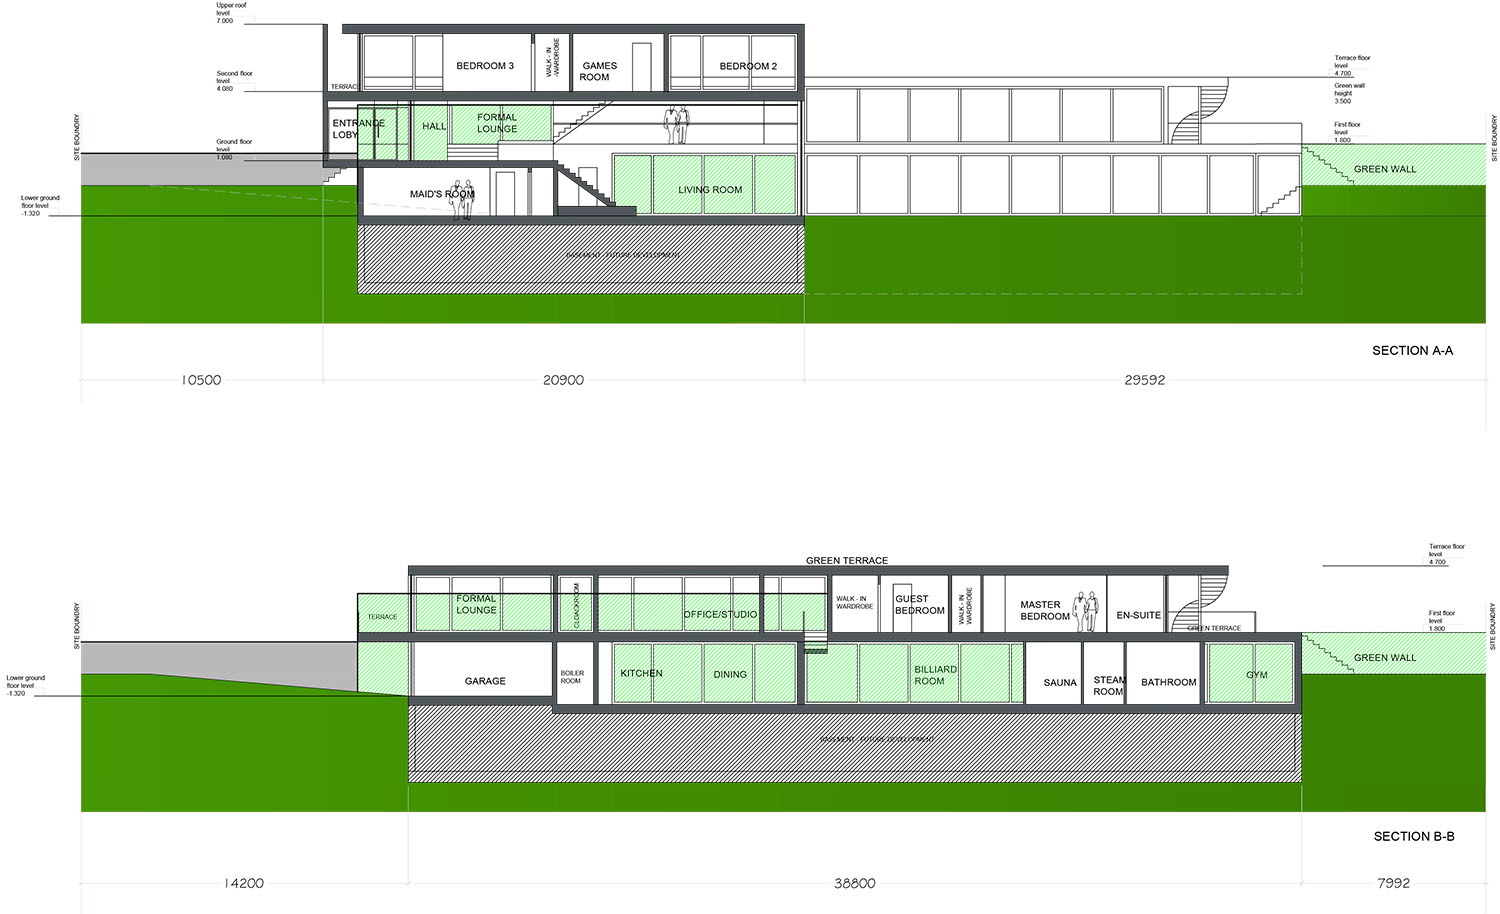 Upper roof
level
7.000
Second floor
level
4.080
Ground floor
level
1.080
Lower ground
floor level
-1.320
SITE BOUNDRY
TERRACE
BEDROOM 3
WALK - IN
-WARDROBE
GAMES
ROOM
BEDROOM 2
ENTRANDE
LOBY
HALL
FORMAL
LOUNGE
MAID'S ROOM
LIVING ROOM
BASEMENT - FUTURE DEVELOPMENT
Terrace floor
level
4.700
Green wall
height
3.500
First floor
level
1.800
GREEN WALL
SITE BOUNDRY
SECTION A-A
10500
20900
29592
GREEN TERRACE
Terrace floor
level
4.700
First floor
level
1.800
SITE BOUNDRY
Lower ground
floor level
-1.320
TERRACE
FORMAL
LOUNGE
CLOACKROOM
OFFICE/STUDIO
WALK - IN
WARDROBE
GUEST
BEDROOM
WALK - IN
WARDROBE
MASTER
BEDROOM
EN-SUITE
GREEN TERRACE
GARAGE
BOILER
ROOM
KITCHEN
DINING
BILLIARD
ROOM
SAUNA
STEAM
ROOM
BATHROOM
GYM
GREEN WALL
SITE BOUNDRY
BASEMENT - FUTURE DEVELOPMENT
SECTION B-B
14200
38800
7992